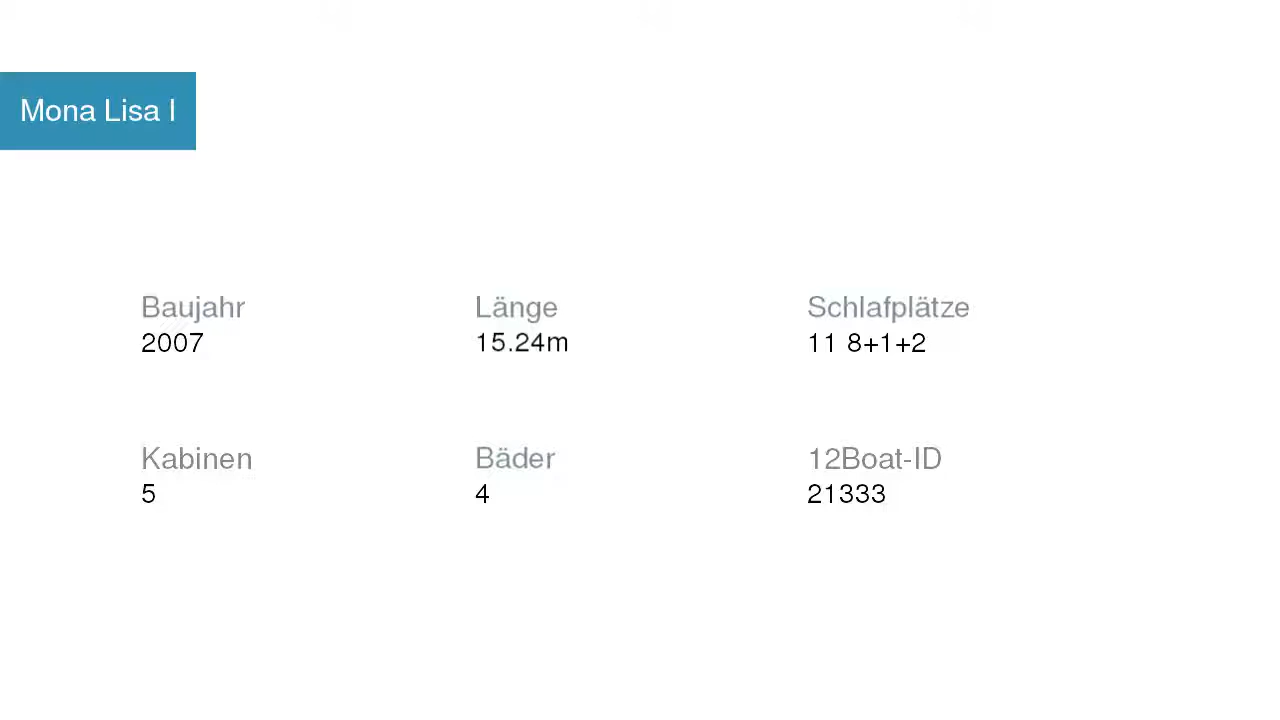 Mona Lisa I
Baujahr
2007
Länge
15.24m
Schlafplätze
11 8+1+2
Kabinen
5
Bäder
4
12Boat-ID
21333